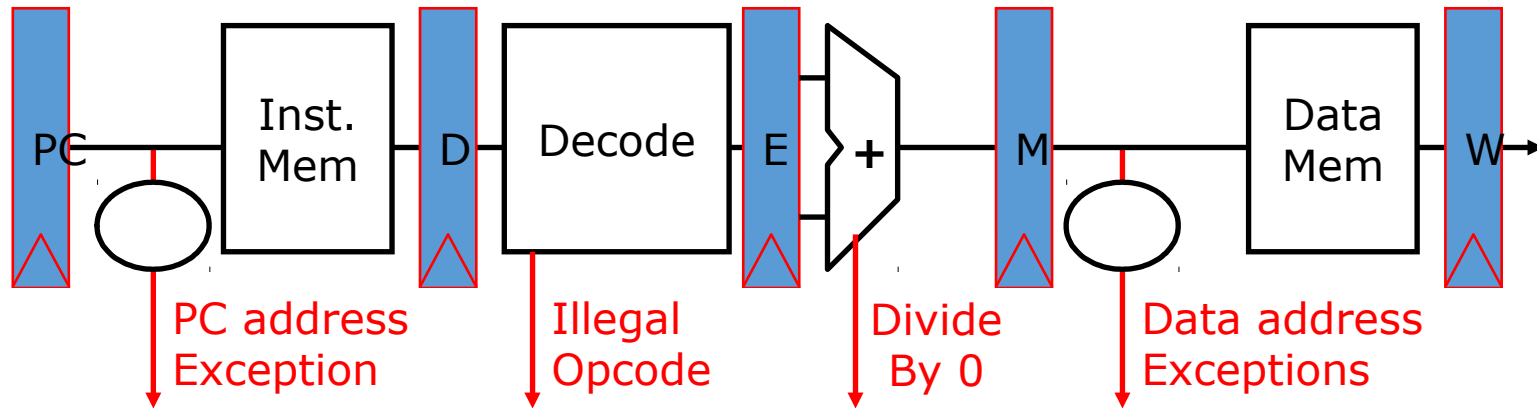 PC
Inst.
Mem
D
Decode
E
+
M
Data
Mem
W
PC address
Exception
Illegal
Opcode
Divide
By 0
Data address
Exceptions